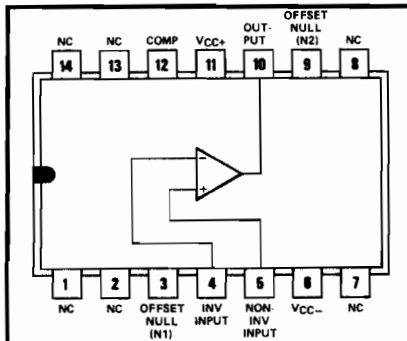 OFFSET
OUT- NULL
NC NC COMP VCC+ PUT (N2) NC
14 13 12 11 10 9 8
−
+
1 2 3 4 5 6 7
NC NC OFFSET INV NON- VCC− NC
NULL INPUT INV
(N1) INPUT